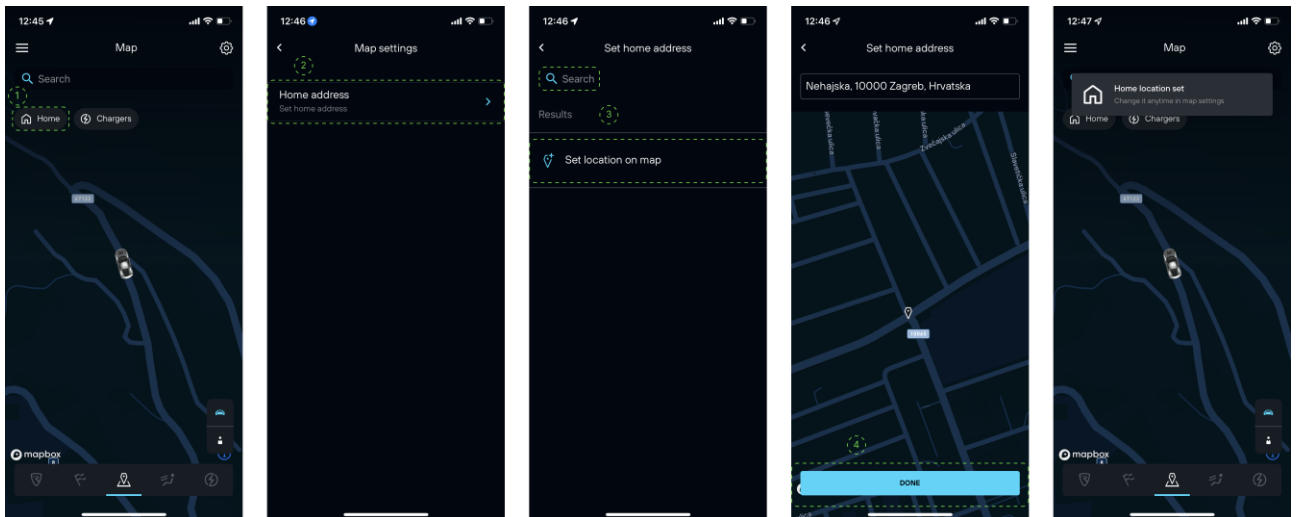 12:45
Map
Search
1
Home
Chargers
mapbox
12:46
Map settings
2
Home address
Set home address
12:46
Set home address
Search
Results
3
Set location on map
12:46
Set home address
Nehajska, 10000 Zagreb, Hrvatska
Zvečajska ulica
Slavetićka ulica
4
DONE
12:47
Map
Home location set
Change it anytime in map settings
Home
Chargers
mapbox